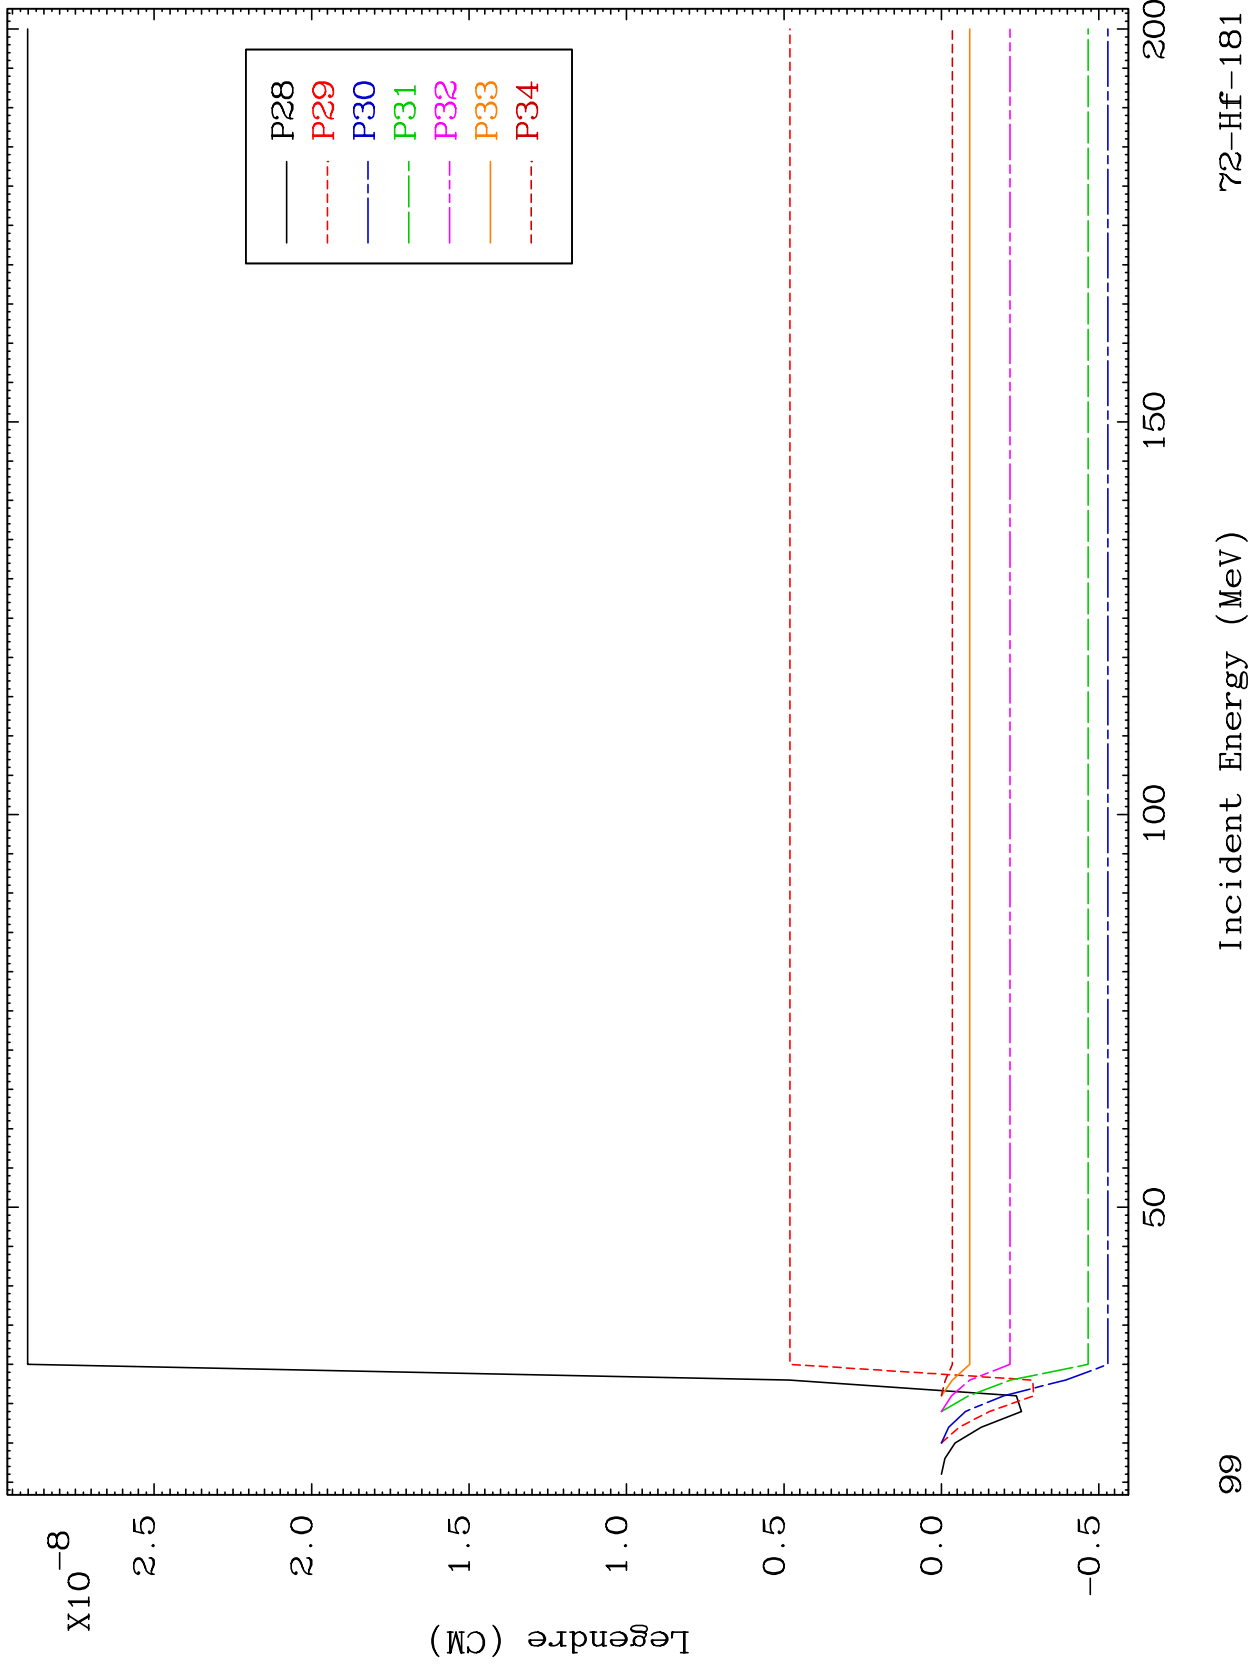 X10-8
2.5
2.0
1.5
1.0
0.5
0.0
-0.5
Legendre (CM)
P28
P29
P30
P31
P32
P33
P34
50
100
150
200
Incident Energy (MeV)
99
72-Hf-181